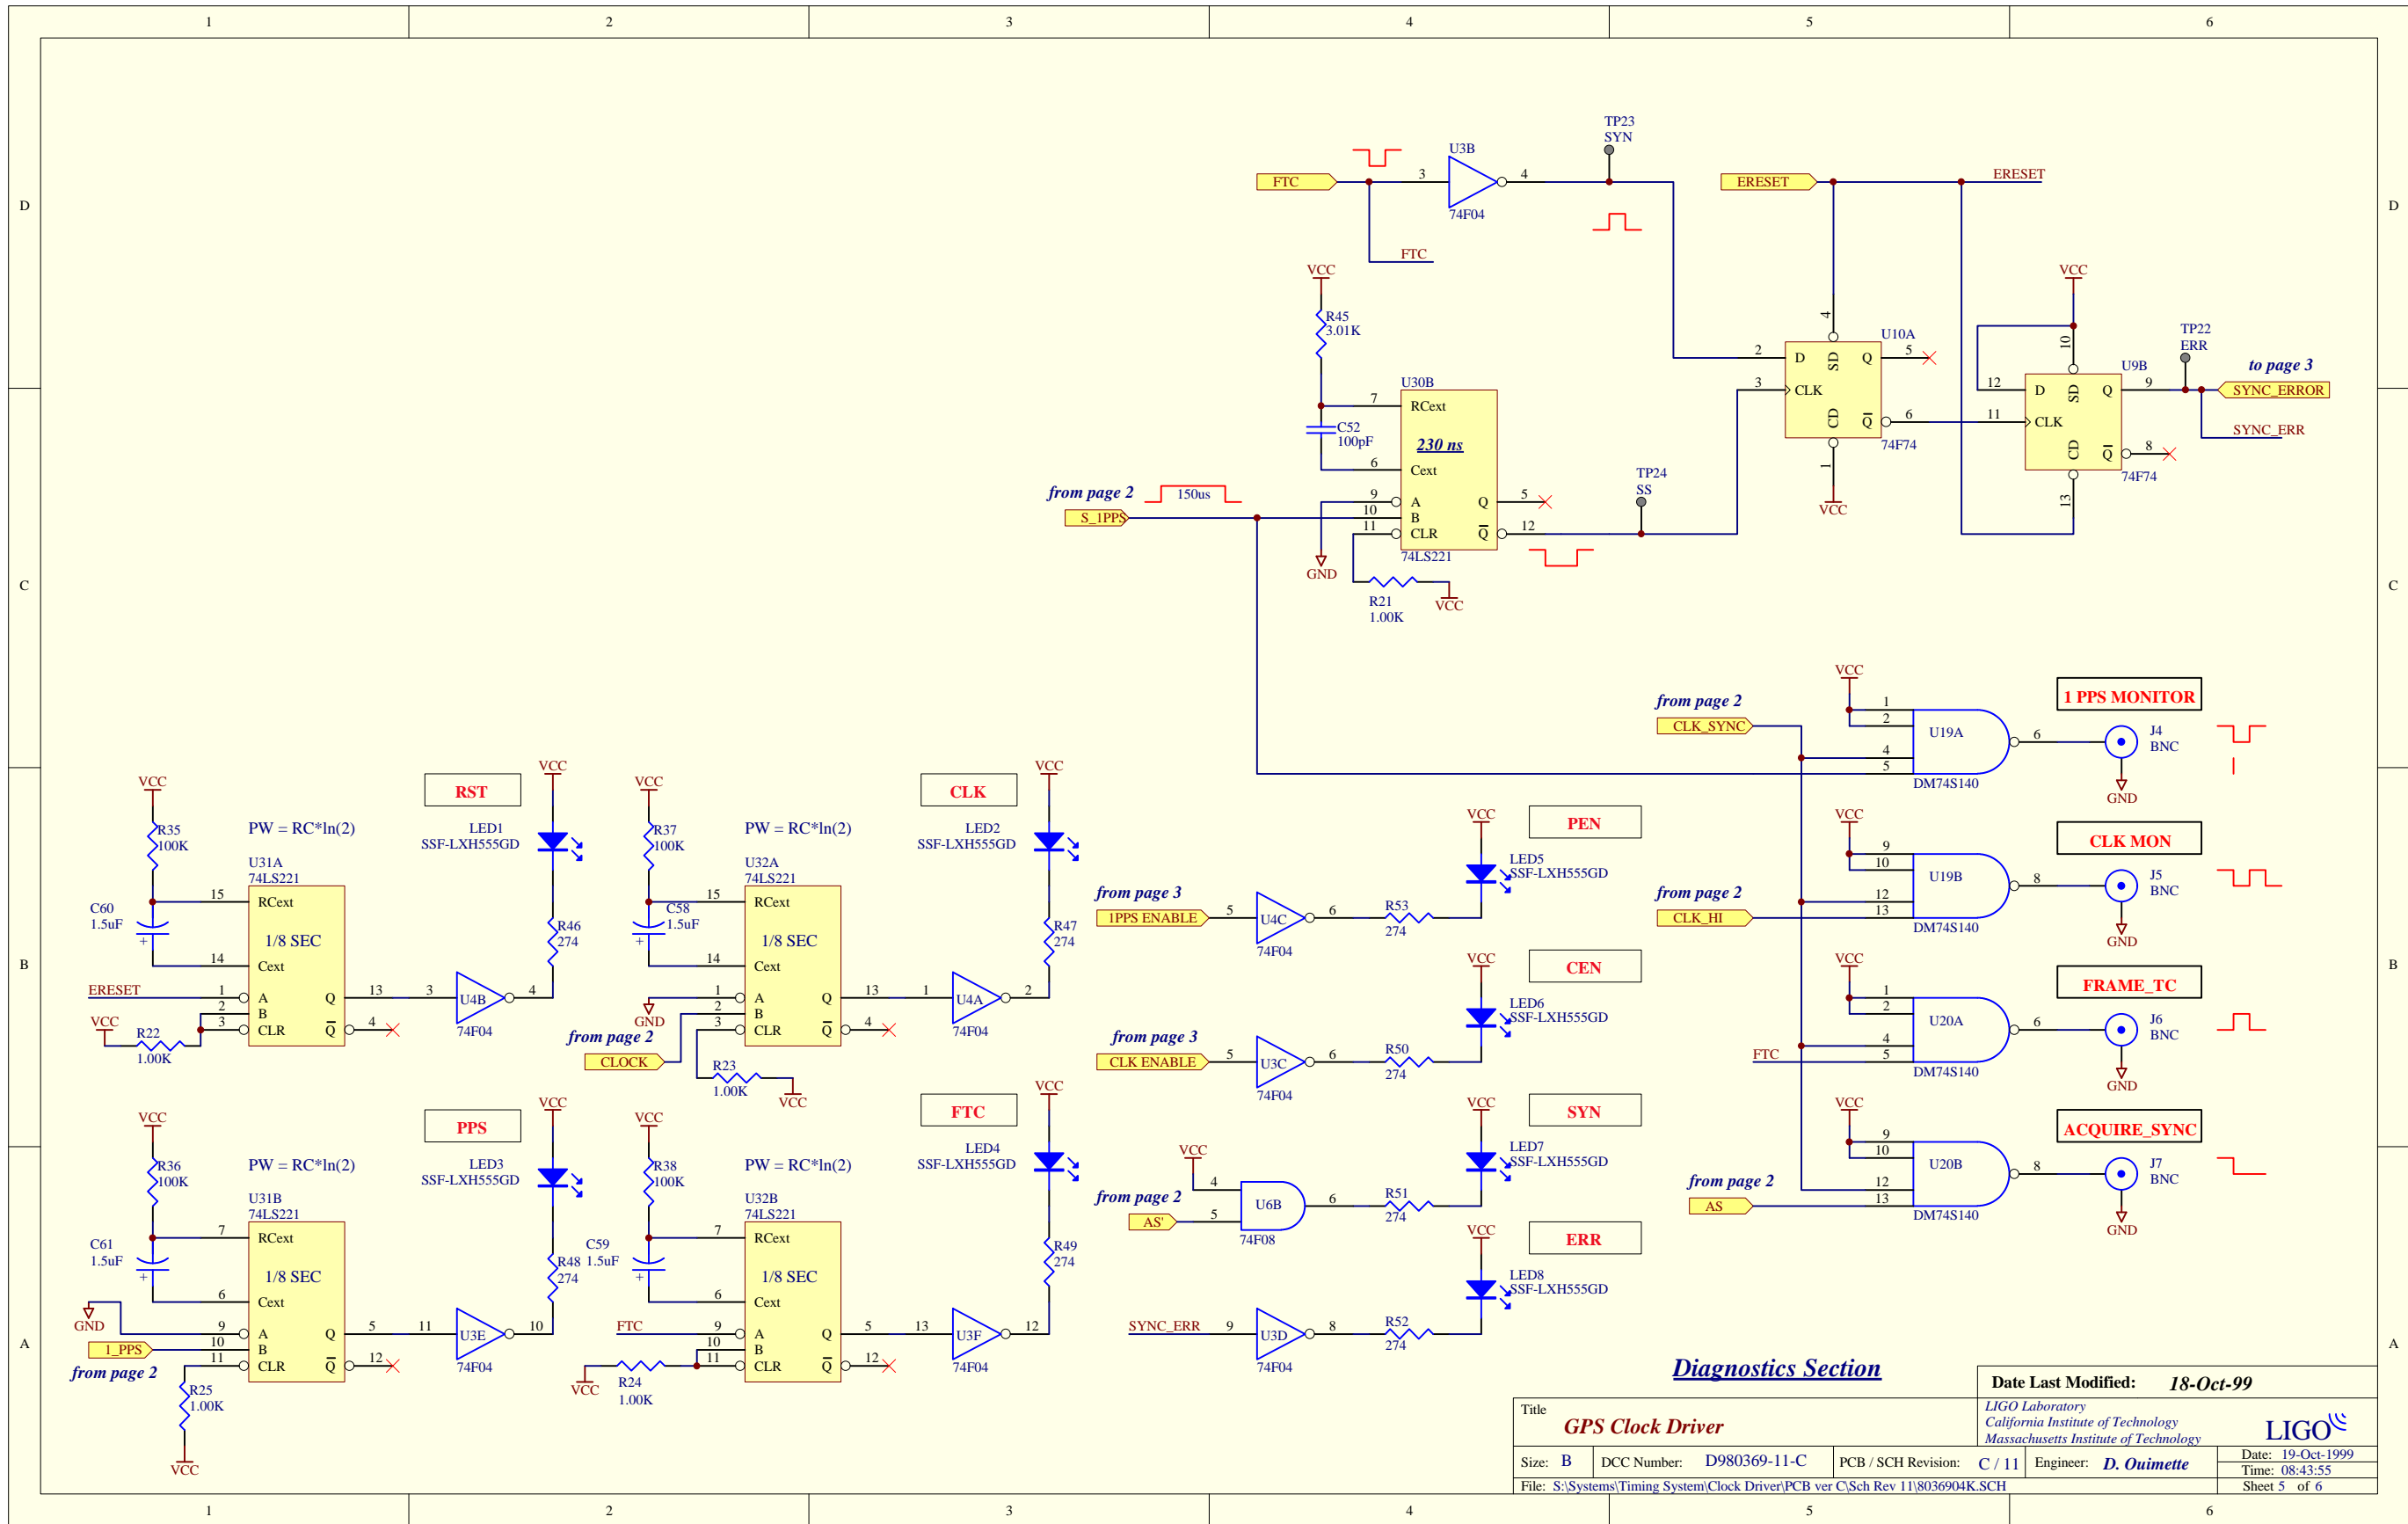 1 2 3 4 5 6
D D
C C
B B
A A
TP23
SYN
FTC
3
U3B
4
74F04
FTC
ERESET
ERESET
VCC
R45
3.01K
C52
100pF
U30B
7
RCext
230 ns
6
Cext
9
A
10
B
11
CLR
Q
5
Q
12
74LS221
from page 2
150us
S_1PPS
GND
R21
1.00K
VCC
TP24
SS
4
U10A
2
D
SD
Q
5
3
CLK
CD
Q
6
74F74
1
VCC
VCC
10
TP22
ERR
U9B
to page 3
12
D
SD
Q
9
SYNC_ERROR
11
CLK
CD
Q
8
SYNC_ERR
74F74
13
VCC
from page 2
CLK_SYNC
1
2
4
5
U19A
6
DM74S140
1 PPS MONITOR
J4
BNC
GND
VCC
from page 2
CLK_HI
9
10
12
13
U19B
8
DM74S140
CLK MON
J5
BNC
GND
VCC
FTC
1
2
4
5
U20A
6
DM74S140
FRAME_TC
J6
BNC
GND
VCC
from page 2
AS
9
10
12
13
U20B
8
DM74S140
ACQUIRE_SYNC
J7
BNC
GND
VCC
R35
100K
PW = RC*ln(2)
U31A
74LS221
C60
1.5uF
+
15
RCext
1/8 SEC
14
Cext
ERESET
1
A
2
B
3
CLR
Q
13
Q
4
VCC
R22
1.00K
3
U4B
4
74F04
RST
VCC
LED1
SSF-LXH555GD
R46
274
VCC
R37
100K
PW = RC*ln(2)
U32A
74LS221
C58
1.5uF
+
15
RCext
1/8 SEC
14
Cext
1
A
2
B
3
CLR
Q
13
Q
4
GND
from page 2
CLOCK
R23
1.00K
VCC
1
U4A
2
74F04
CLK
VCC
LED2
SSF-LXH555GD
R47
274
VCC
R36
100K
PW = RC*ln(2)
U31B
74LS221
C61
1.5uF
+
7
RCext
1/8 SEC
6
Cext
GND
9
A
10
B
11
CLR
Q
5
Q
12
1_PPS
from page 2
R25
1.00K
VCC
11
U3E
10
74F04
PPS
VCC
LED3
SSF-LXH555GD
R48
274
VCC
R38
100K
PW = RC*ln(2)
U32B
74LS221
C59
1.5uF
+
7
RCext
1/8 SEC
6
Cext
FTC
9
A
10
B
11
CLR
Q
5
Q
12
VCC
R24
1.00K
13
U3F
12
74F04
FTC
VCC
LED4
SSF-LXH555GD
R49
274
VCC
PEN
LED5
SSF-LXH555GD
from page 3
1PPS ENABLE
5
U4C
6
74F04
R53
274
VCC
CEN
LED6
SSF-LXH555GD
from page 3
CLK ENABLE
5
U3C
6
74F04
R50
274
VCC
SYN
LED7
SSF-LXH555GD
VCC
from page 2
AS'
4
5
U6B
6
74F08
R51
274
VCC
ERR
LED8
SSF-LXH555GD
SYNC_ERR
9
U3D
8
74F04
R52
274
Diagnostics Section
Date Last Modified: 18-Oct-99
Title
GPS Clock Driver
LIGO Laboratory
California Institute of Technology
Massachusetts Institute of Technology
LIGO
Size: B DCC Number: D980369-11-C PCB / SCH Revision: C / 11 Engineer: D. Ouimette
Date: 19-Oct-1999
Time: 08:43:55
File: S:\Systems\Timing System\Clock Driver\PCB ver C\Sch Rev 11\8036904K.SCH
Sheet 5 of 6
1 2 3 4 5 6